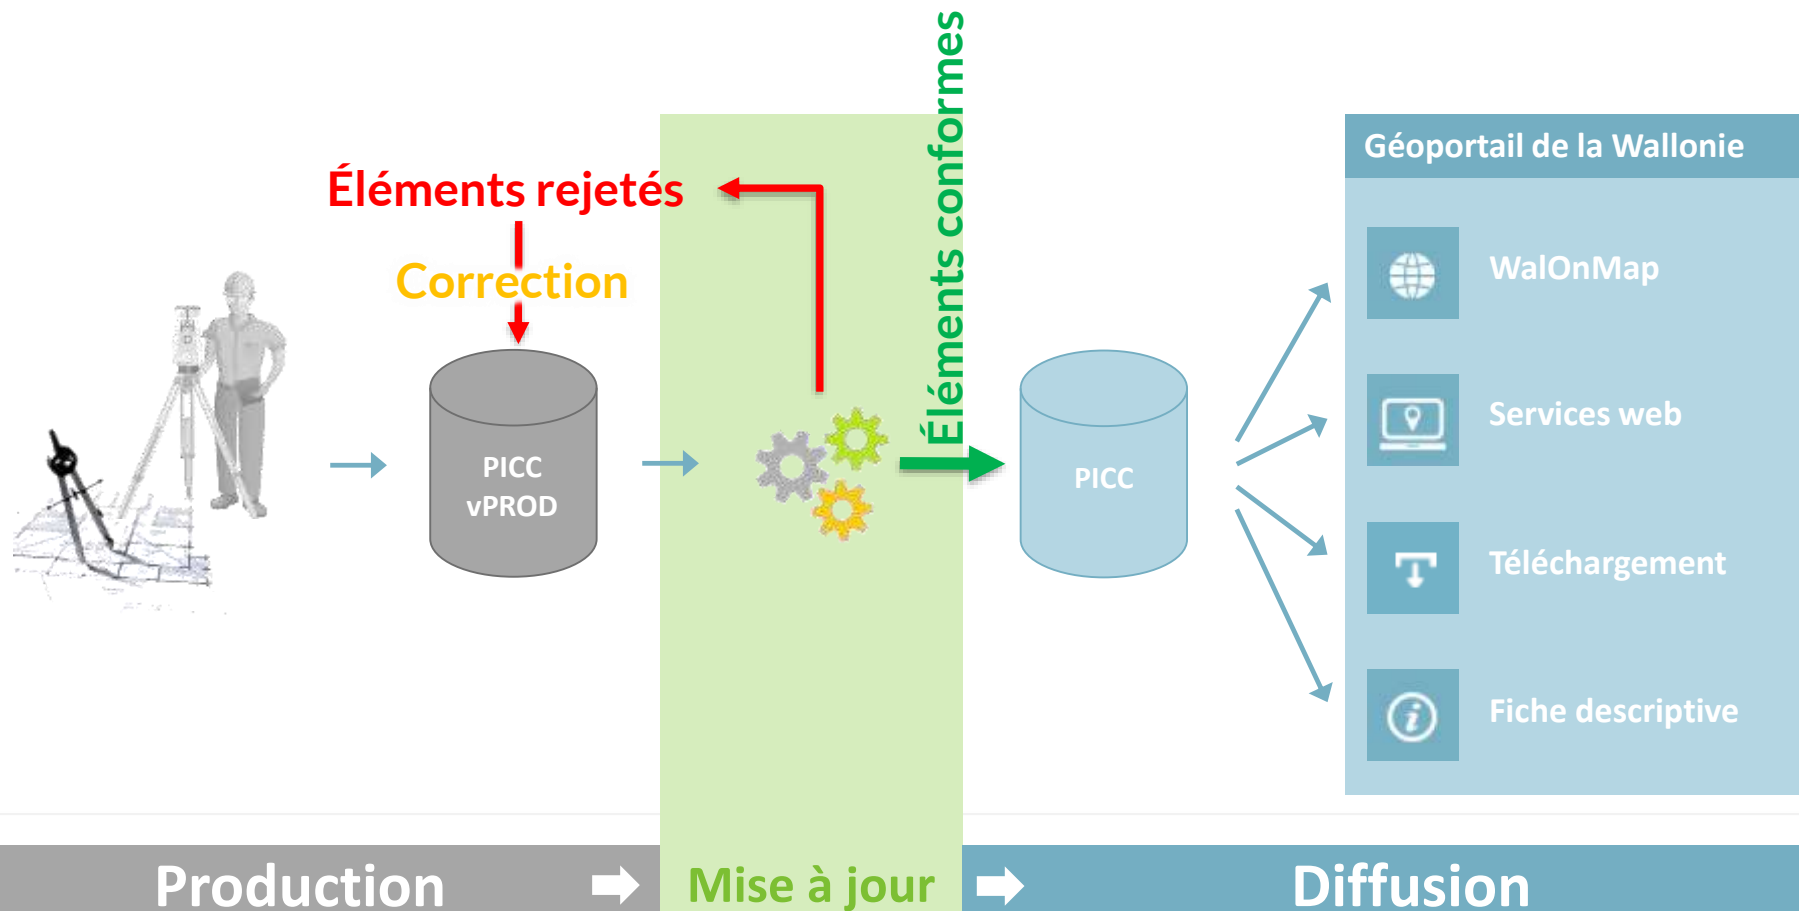 Éléments conformes
Géoportail de la Wallonie
Éléments rejetés
Correction
WalOnMap
Services web
PICC
vPROD
PICC
Téléchargement
Fiche descriptive
Production
Mise à jour
Diffusion